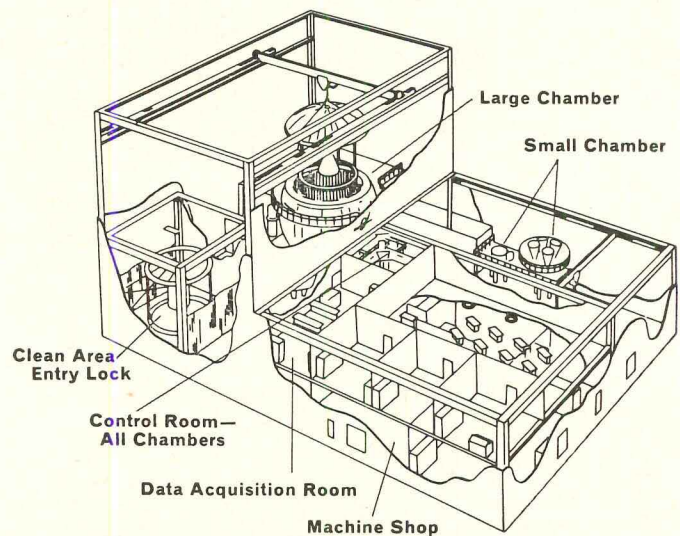 Large Chamber
Small Chamber
Clean Area
Entry Lock
Control Room—
All Chambers
Data Acquisition Room
Machine Shop